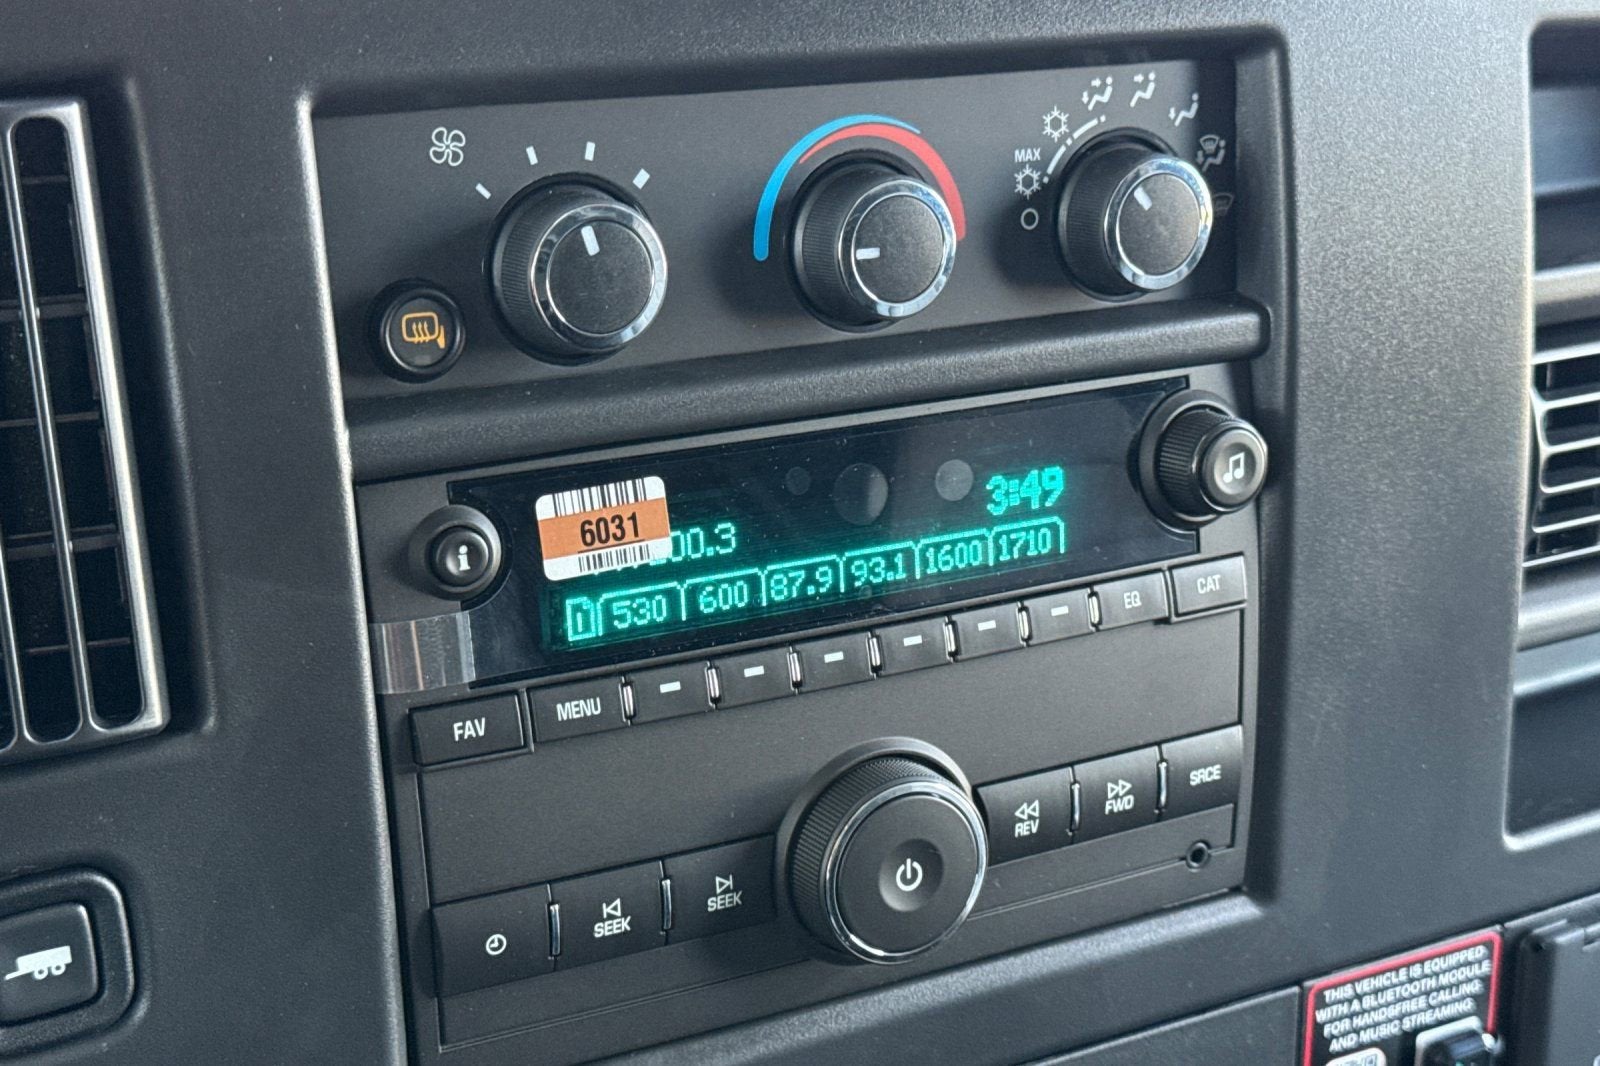 MAX
3:49
6031
00.3
530 600 87.9 93.1 1600 1710
FAV
MENU
EQ
CAT
i
SEEK
SEEK
REV
FWD
SRCE
THIS VEHICLE IS EQUIPPED
WITH A BLUETOOTH MODULE
FOR HANDSFREE CALLING
AND MUSIC STREAMING